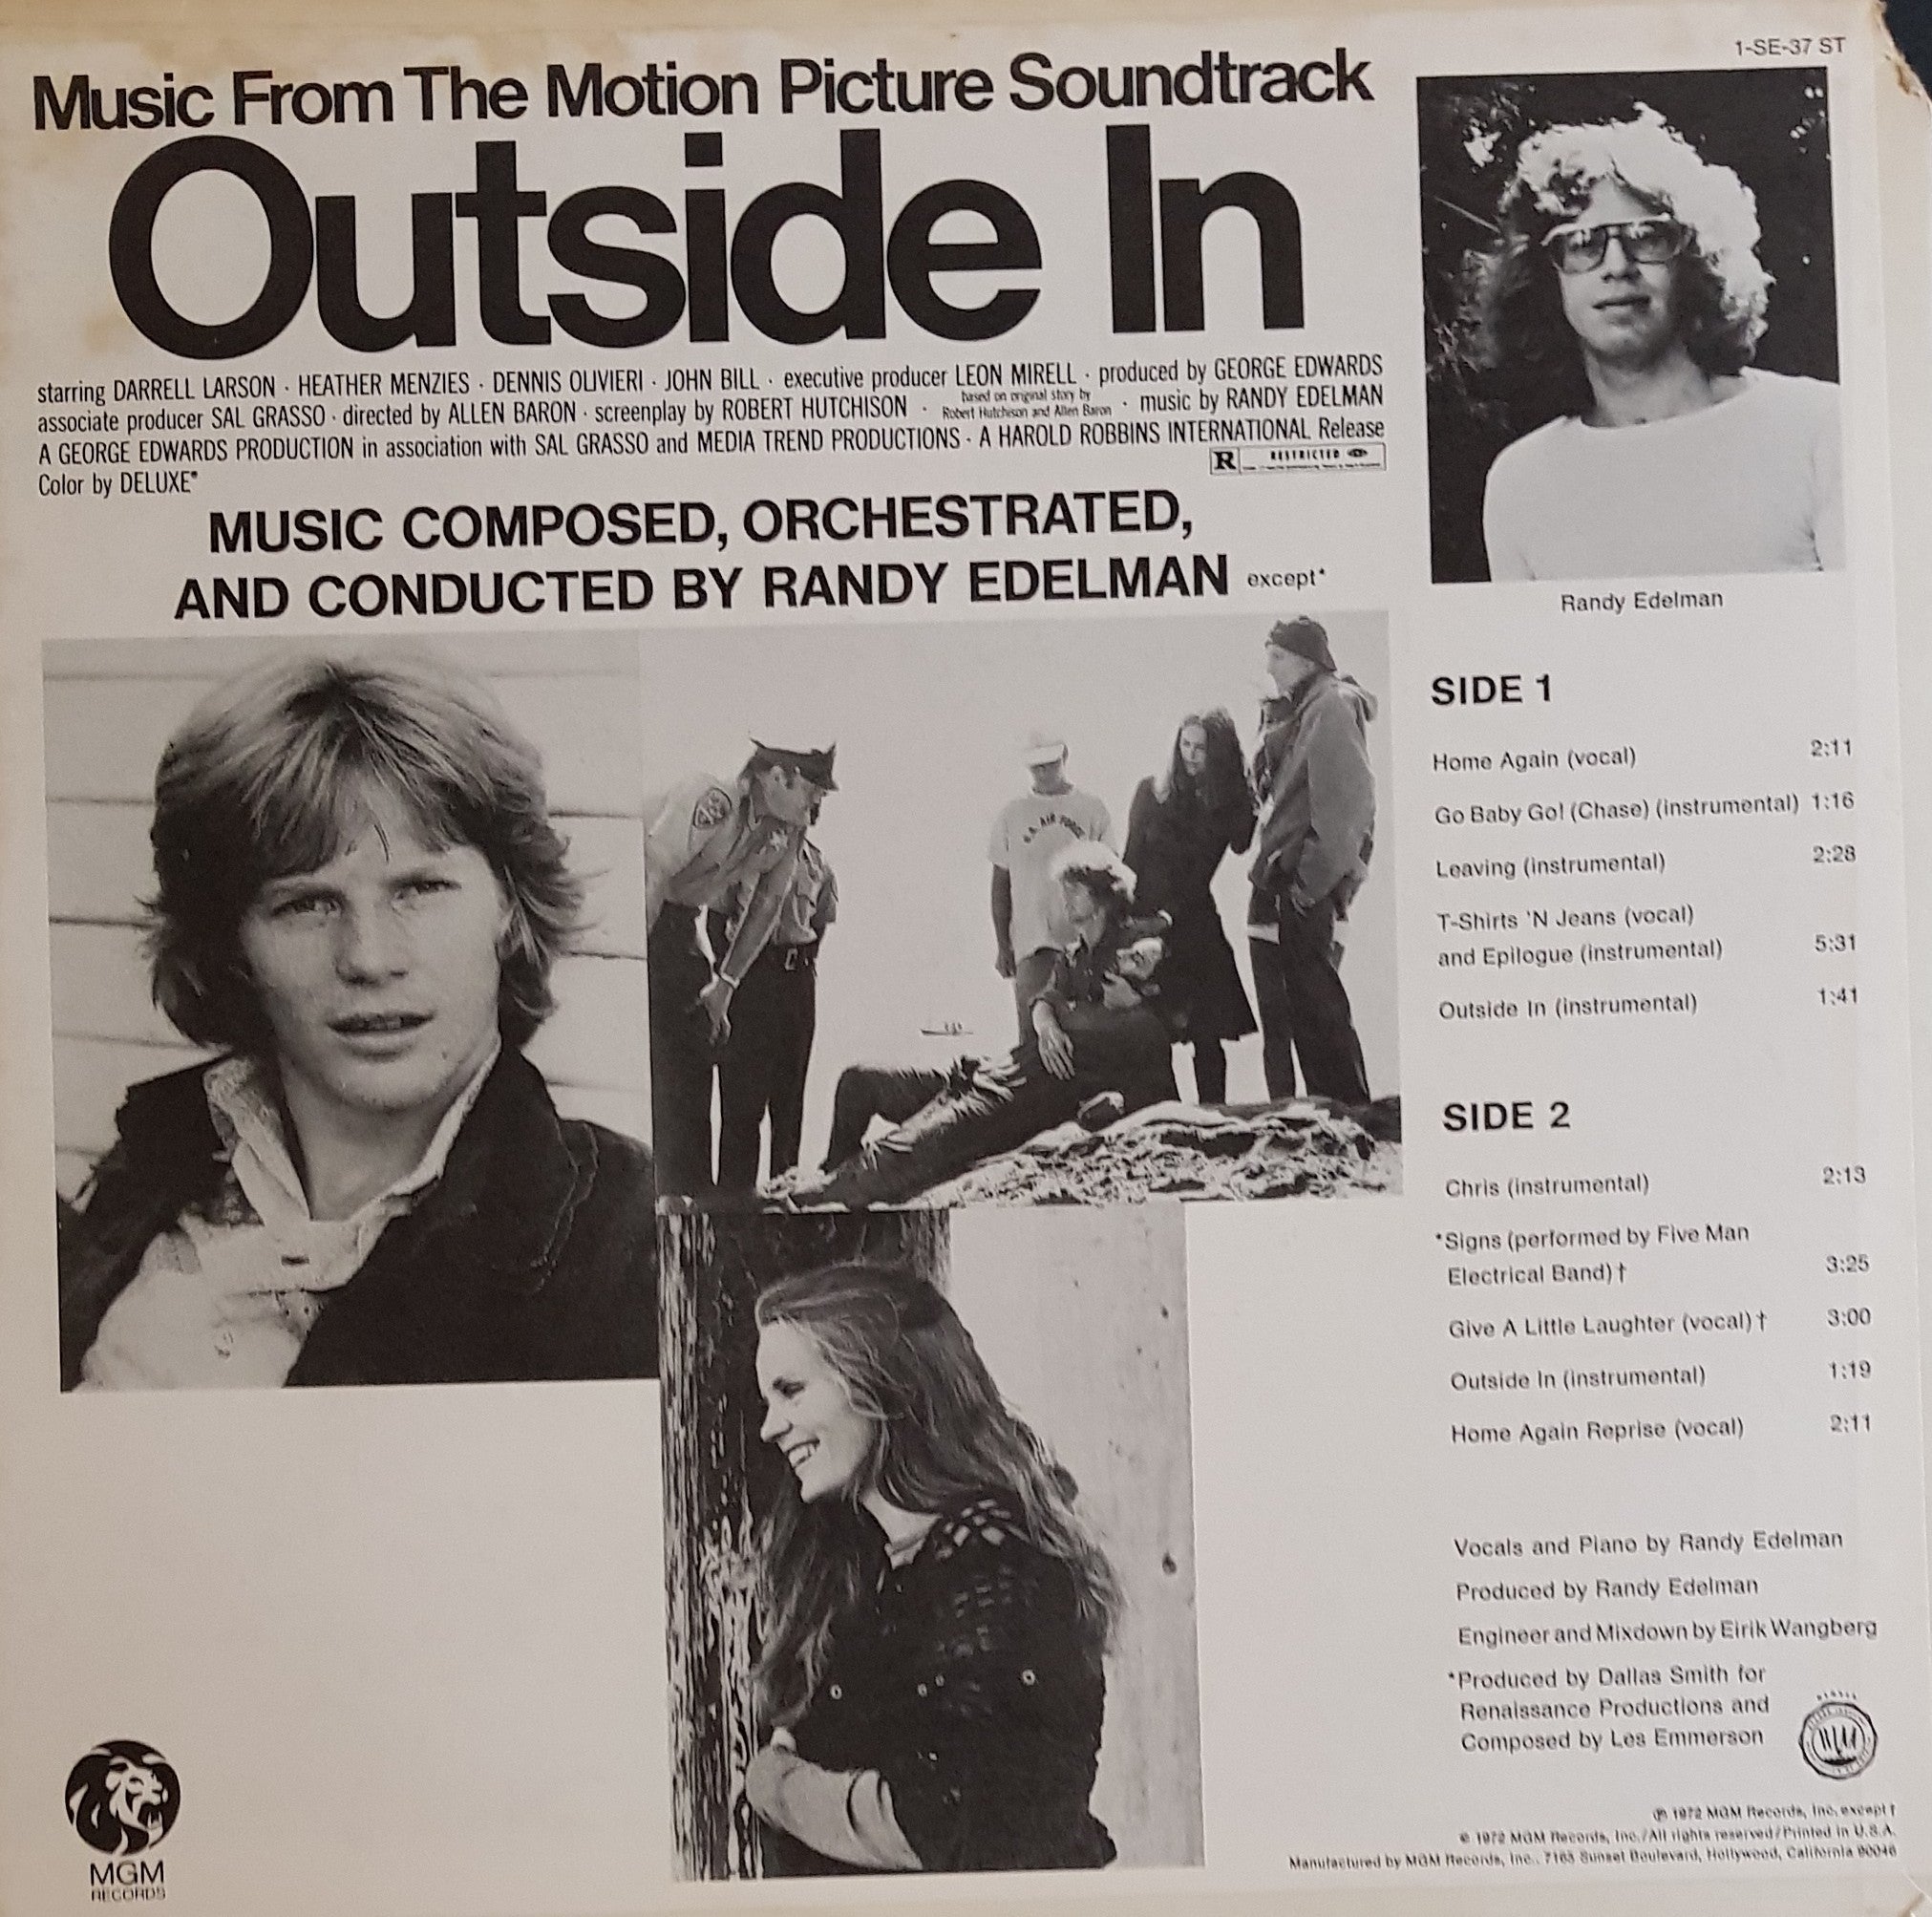 1-SE-37 ST
Music From The Motion Picture Soundtrack
Outside In
starring DARRELL LARSON · HEATHER MENZIES · DENNIS OLIVIERI · JOHN BILL · executive producer LEON MIRELL · produced by GEORGE EDWARDS
associate producer SAL GRASSO · directed by ALLEN BARON · screenplay by ROBERT HUTCHISON · based on original story by Robert Hutchison and Allen Baron · music by RANDY EDELMAN
A GEORGE EDWARDS PRODUCTION in association with SAL GRASSO and MEDIA TREND PRODUCTIONS · A HAROLD ROBBINS INTERNATIONAL Release
Color by DELUXE®
R RESTRICTED
MUSIC COMPOSED, ORCHESTRATED,
AND CONDUCTED BY RANDY EDELMAN except*
U.S. AIR FORCE
Randy Edelman
SIDE 1
Home Again (vocal) 2:11
Go Baby Go! (Chase) (instrumental) 1:16
Leaving (instrumental) 2:28
T-Shirts 'N Jeans (vocal)
and Epilogue (instrumental) 5:31
Outside In (instrumental) 1:41
SIDE 2
Chris (instrumental) 2:13
*Signs (performed by Five Man
Electrical Band) † 3:25
Give A Little Laughter (vocal) † 3:00
Outside In (instrumental) 1:19
Home Again Reprise (vocal) 2:11
Vocals and Piano by Randy Edelman
Produced by Randy Edelman
Engineer and Mixdown by Eirik Wangberg
*Produced by Dallas Smith for
Renaissance Productions and
Composed by Les Emmerson
℗ 1972 MGM Records, Inc. except †
© 1972 MGM Records, Inc./All rights reserved/Printed in U.S.A.
Manufactured by MGM Records, Inc., 7165 Sunset Boulevard, Hollywood, California 90046
MGM
RECORDS